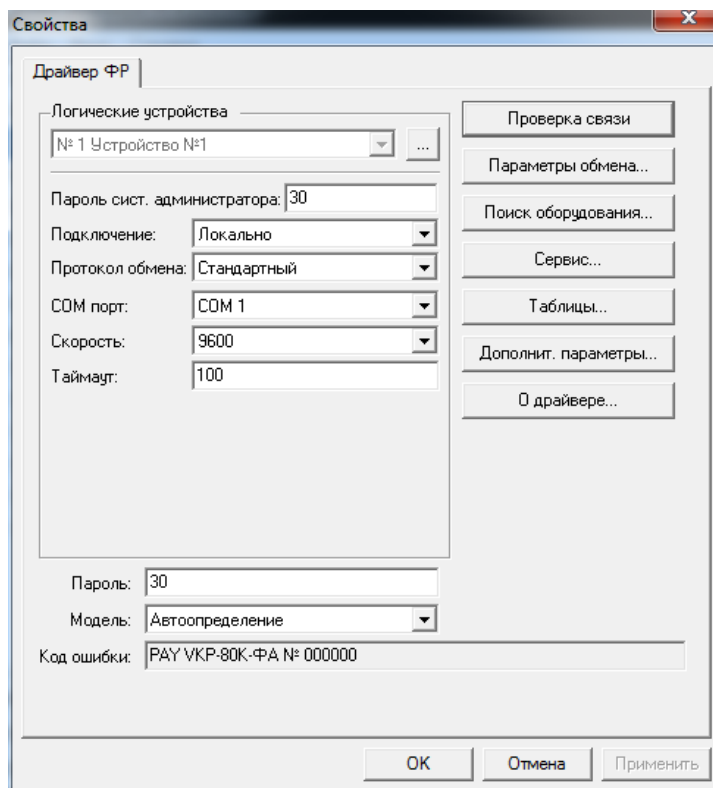 Свойства
Драйвер ФР
Логические устройства
№ 1 Устройство №1
...
Пароль сист. администратора: 30
Подключение: Локально
Протокол обмена: Стандартный
COM порт: COM 1
Скорость: 9600
Таймаут: 100
Проверка связи
Параметры обмена...
Поиск оборудования...
Сервис...
Таблицы...
Дополнит. параметры...
О драйвере...
Пароль: 30
Модель: Автоопределение
Код ошибки: PAY VKP-80K-ФА № 000000
OK Отмена Применить